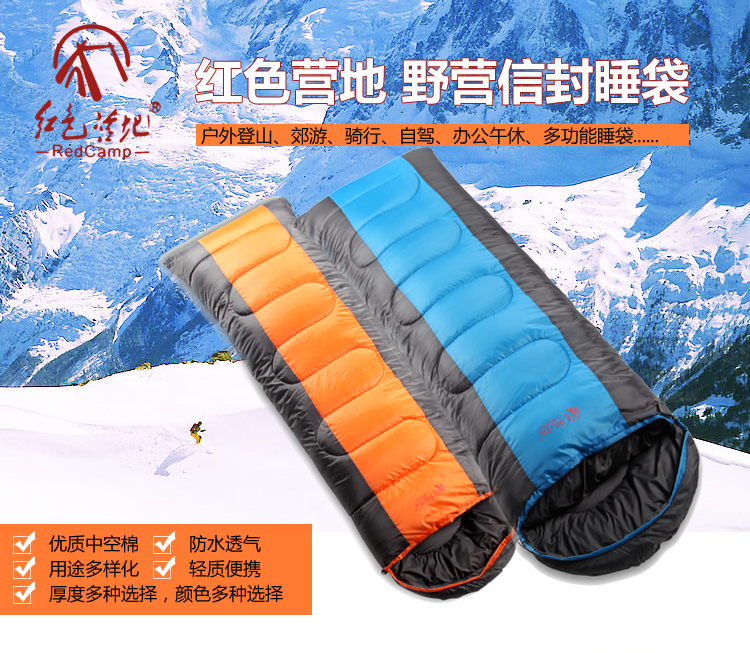 红色营地®
RedCamp
红色营地 野营信封睡袋
户外登山、郊游、骑行、自驾、办公午休、多功能睡袋......
优质中空棉 防水透气
用途多样化 轻质便携
厚度多种选择，颜色多种选择